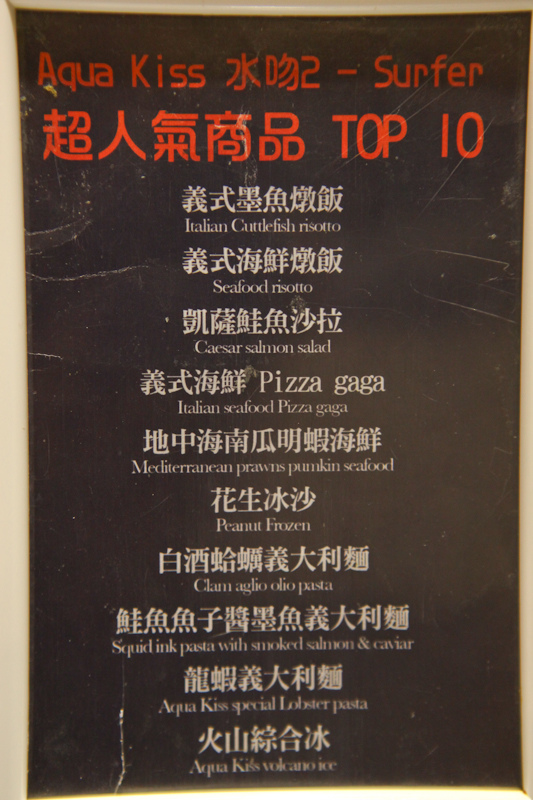 Aqua Kiss 水吻2 - Surfer
超人氣商品 TOP 10
義式墨魚燉飯
Italian Cuttlefish risotto
義式海鮮燉飯
Seafood risotto
凱薩鮭魚沙拉
Caesar salmon salad
義式海鮮 Pizza gaga
Italian seafood Pizza gaga
地中海南瓜明蝦海鮮
Mediterranean prawns pumkin seafood
花生冰沙
Peanut Frozen
白酒蛤蠣義大利麵
Clam aglio olio pasta
鮭魚魚子醬墨魚義大利麵
Squid ink pasta with smoked salmon & caviar
龍蝦義大利麵
Aqua Kiss special Lobster pasta
火山綜合冰
Aqua Kiss volcano ice